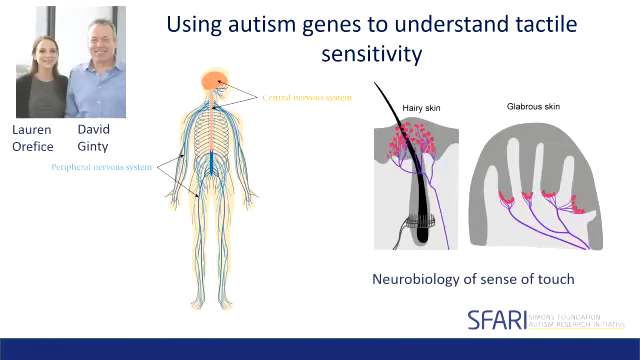 Using autism genes to understand tactile
sensitivity
Lauren
Orefice
David
Ginty
Central nervous system
Peripheral nervous system
Hairy skin
Glabrous skin
Neurobiology of sense of touch
SFARI
SIMONS FOUNDATION
AUTISM RESEARCH INITIATIVE